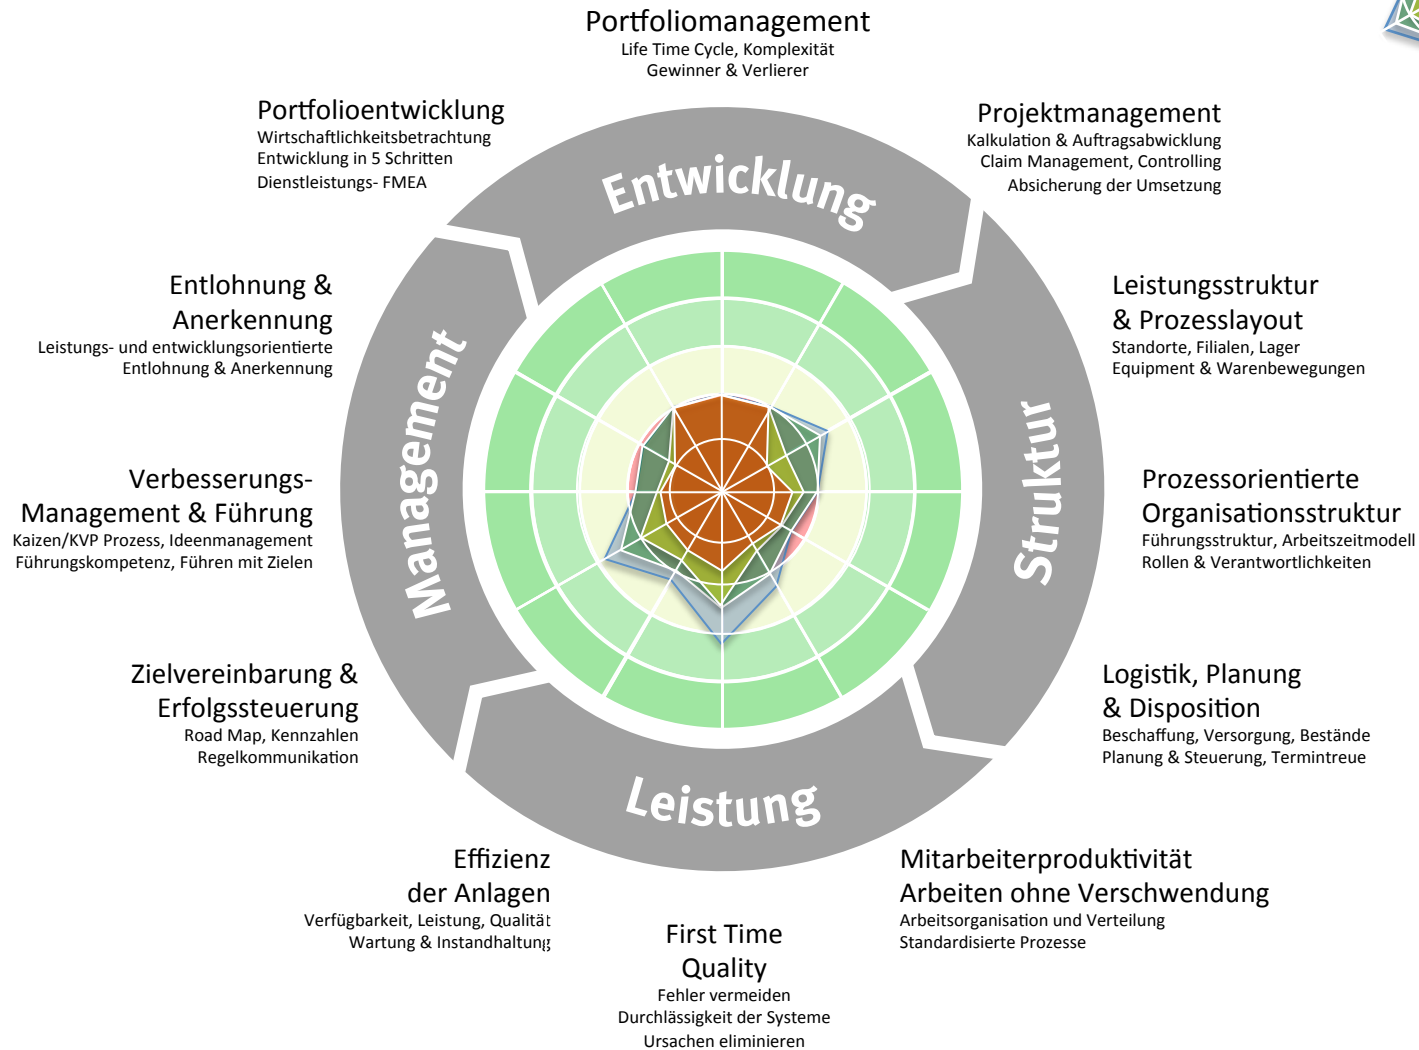 Portfoliomanagement
Life Time Cycle, Komplexität
Gewinner & Verlierer
Portfolioentwicklung
Wirtschaftlichkeitsbetrachtung
Entwicklung in 5 Schritten
Dienstleistungs- FMEA
Projektmanagement
Kalkulation & Auftragsabwicklung
Claim Management, Controlling
Absicherung der Umsetzung
Entwicklung
Entlohnung &
Anerkennung
Leistungs- und entwicklungsorientierte
Entlohnung & Anerkennung
Leistungsstruktur
& Prozesslayout
Standorte, Filialen, Lager
Equipment & Warenbewegungen
Management
Struktur
Verbesserungs-
Management & Führung
Kaizen/KVP Prozess, Ideenmanagement
Führungskompetenz, Führen mit Zielen
Prozessorientierte
Organisationsstruktur
Führungsstruktur, Arbeitszeitmodell
Rollen & Verantwortlichkeiten
Zielvereinbarung &
Erfolgssteuerung
Road Map, Kennzahlen
Regelkommunikation
Logistik, Planung
& Disposition
Beschaffung, Versorgung, Bestände
Planung & Steuerung, Termintreue
Leistung
Effizienz
der Anlagen
Verfügbarkeit, Leistung, Qualität
Wartung & Instandhaltung
First Time
Quality
Fehler vermeiden
Durchlässigkeit der Systeme
Ursachen eliminieren
Mitarbeiterproduktivität
Arbeiten ohne Verschwendung
Arbeitsorganisation und Verteilung
Standardisierte Prozesse